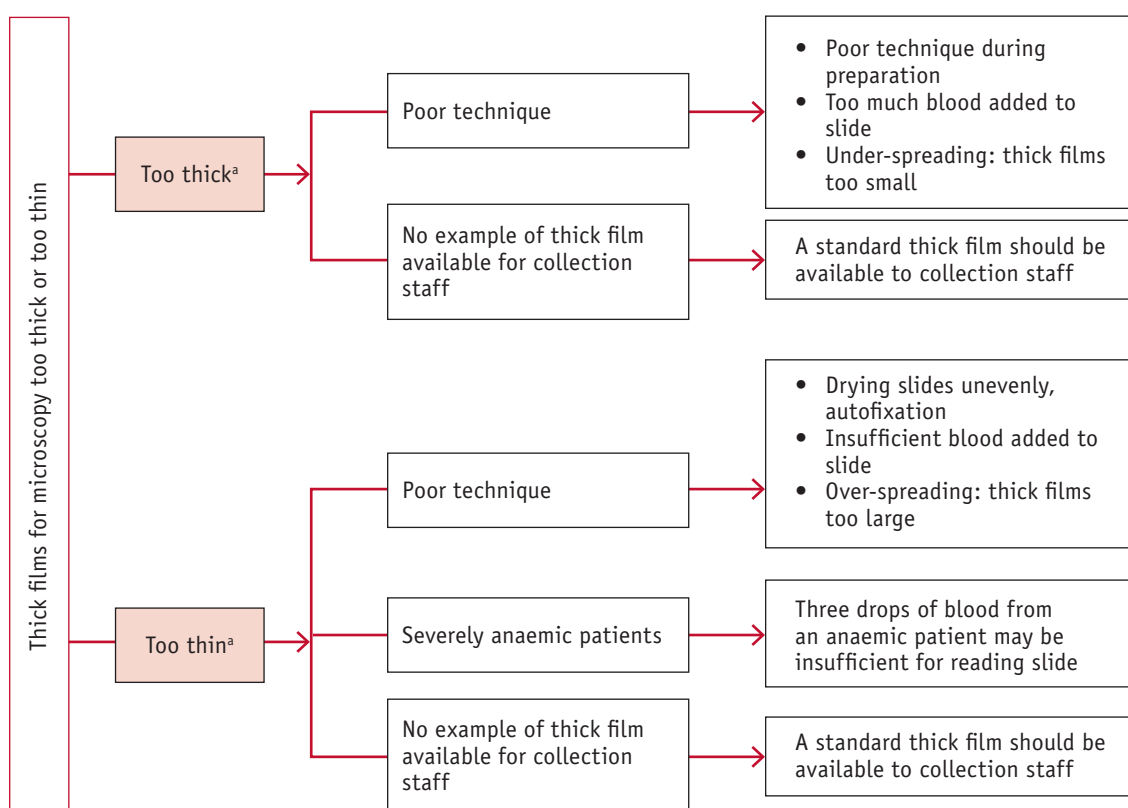 Thick films for microscopy too thick or too thin
Too thickᵃ
Poor technique
• Poor technique during
preparation
• Too much blood added to
slide
• Under-spreading: thick films
too small
No example of thick film
available for collection
staff
A standard thick film should be
available to collection staff
Too thinᵃ
Poor technique
• Drying slides unevenly,
autofixation
• Insufficient blood added to
slide
• Over-spreading: thick films
too large
Severely anaemic patients
Three drops of blood from
an anaemic patient may be
insufficient for reading slide
No example of thick film
available for collection
staff
A standard thick film should be
available to collection staff